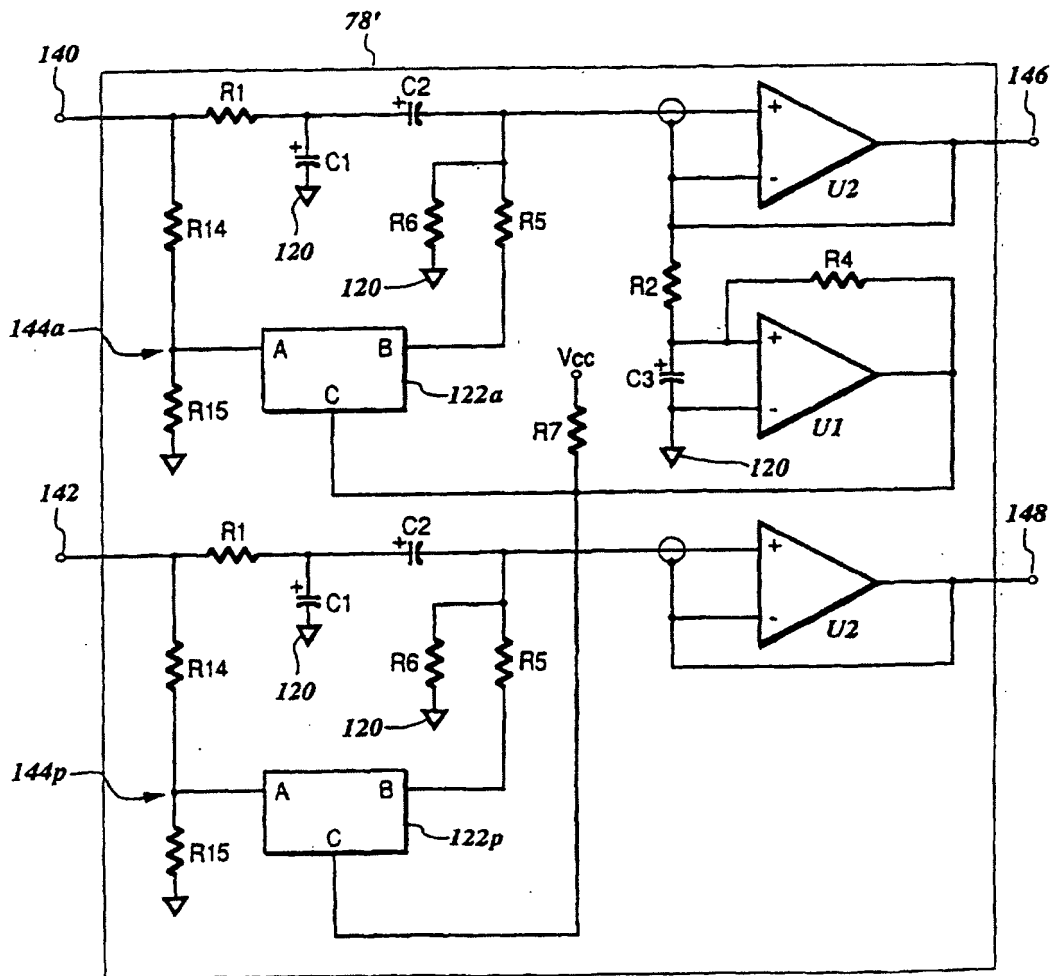 78'
140
R1
C2
+
146
+
C1
+
-
U2
R14
120
R6
R5
R4
120
R2
144a
A
B
Vcc
+
C3
+
C
122a
R7
-
U1
R15
120
142
R1
C2
+
148
+
C1
+
-
U2
R14
120
R6
R5
120
144p
A
B
C
122p
R15